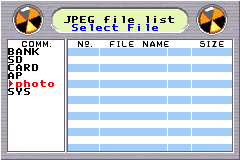 JPEG file list
Select File
COMM. No. FILE NAME SIZE
BANK
SD
CARD
AP
photo
SYS